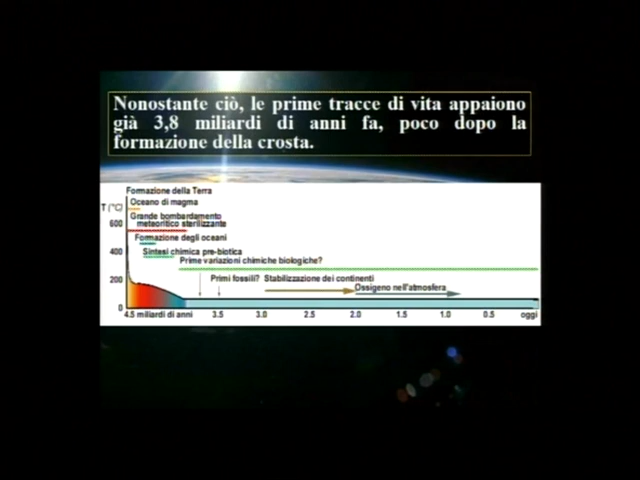 Nonostante ciò, le prime tracce di vita appaiono
già 3,8 miliardi di anni fa, poco dopo la
formazione della crosta.
Formazione della Terra
T (°C)
Oceano di magma
Grande bombardamento
meteoritico sterilizzante
600
Formazione degli oceani
400
Sintesi chimica pre-biotica
Prime variazioni chimiche biologiche?
200
Primi fossili? Stabilizzazione dei continenti
Ossigeno nell'atmosfera
0
4.5 miliardi di anni 3.5 3.0 2.5 2.0 1.5 1.0 0.5 oggi